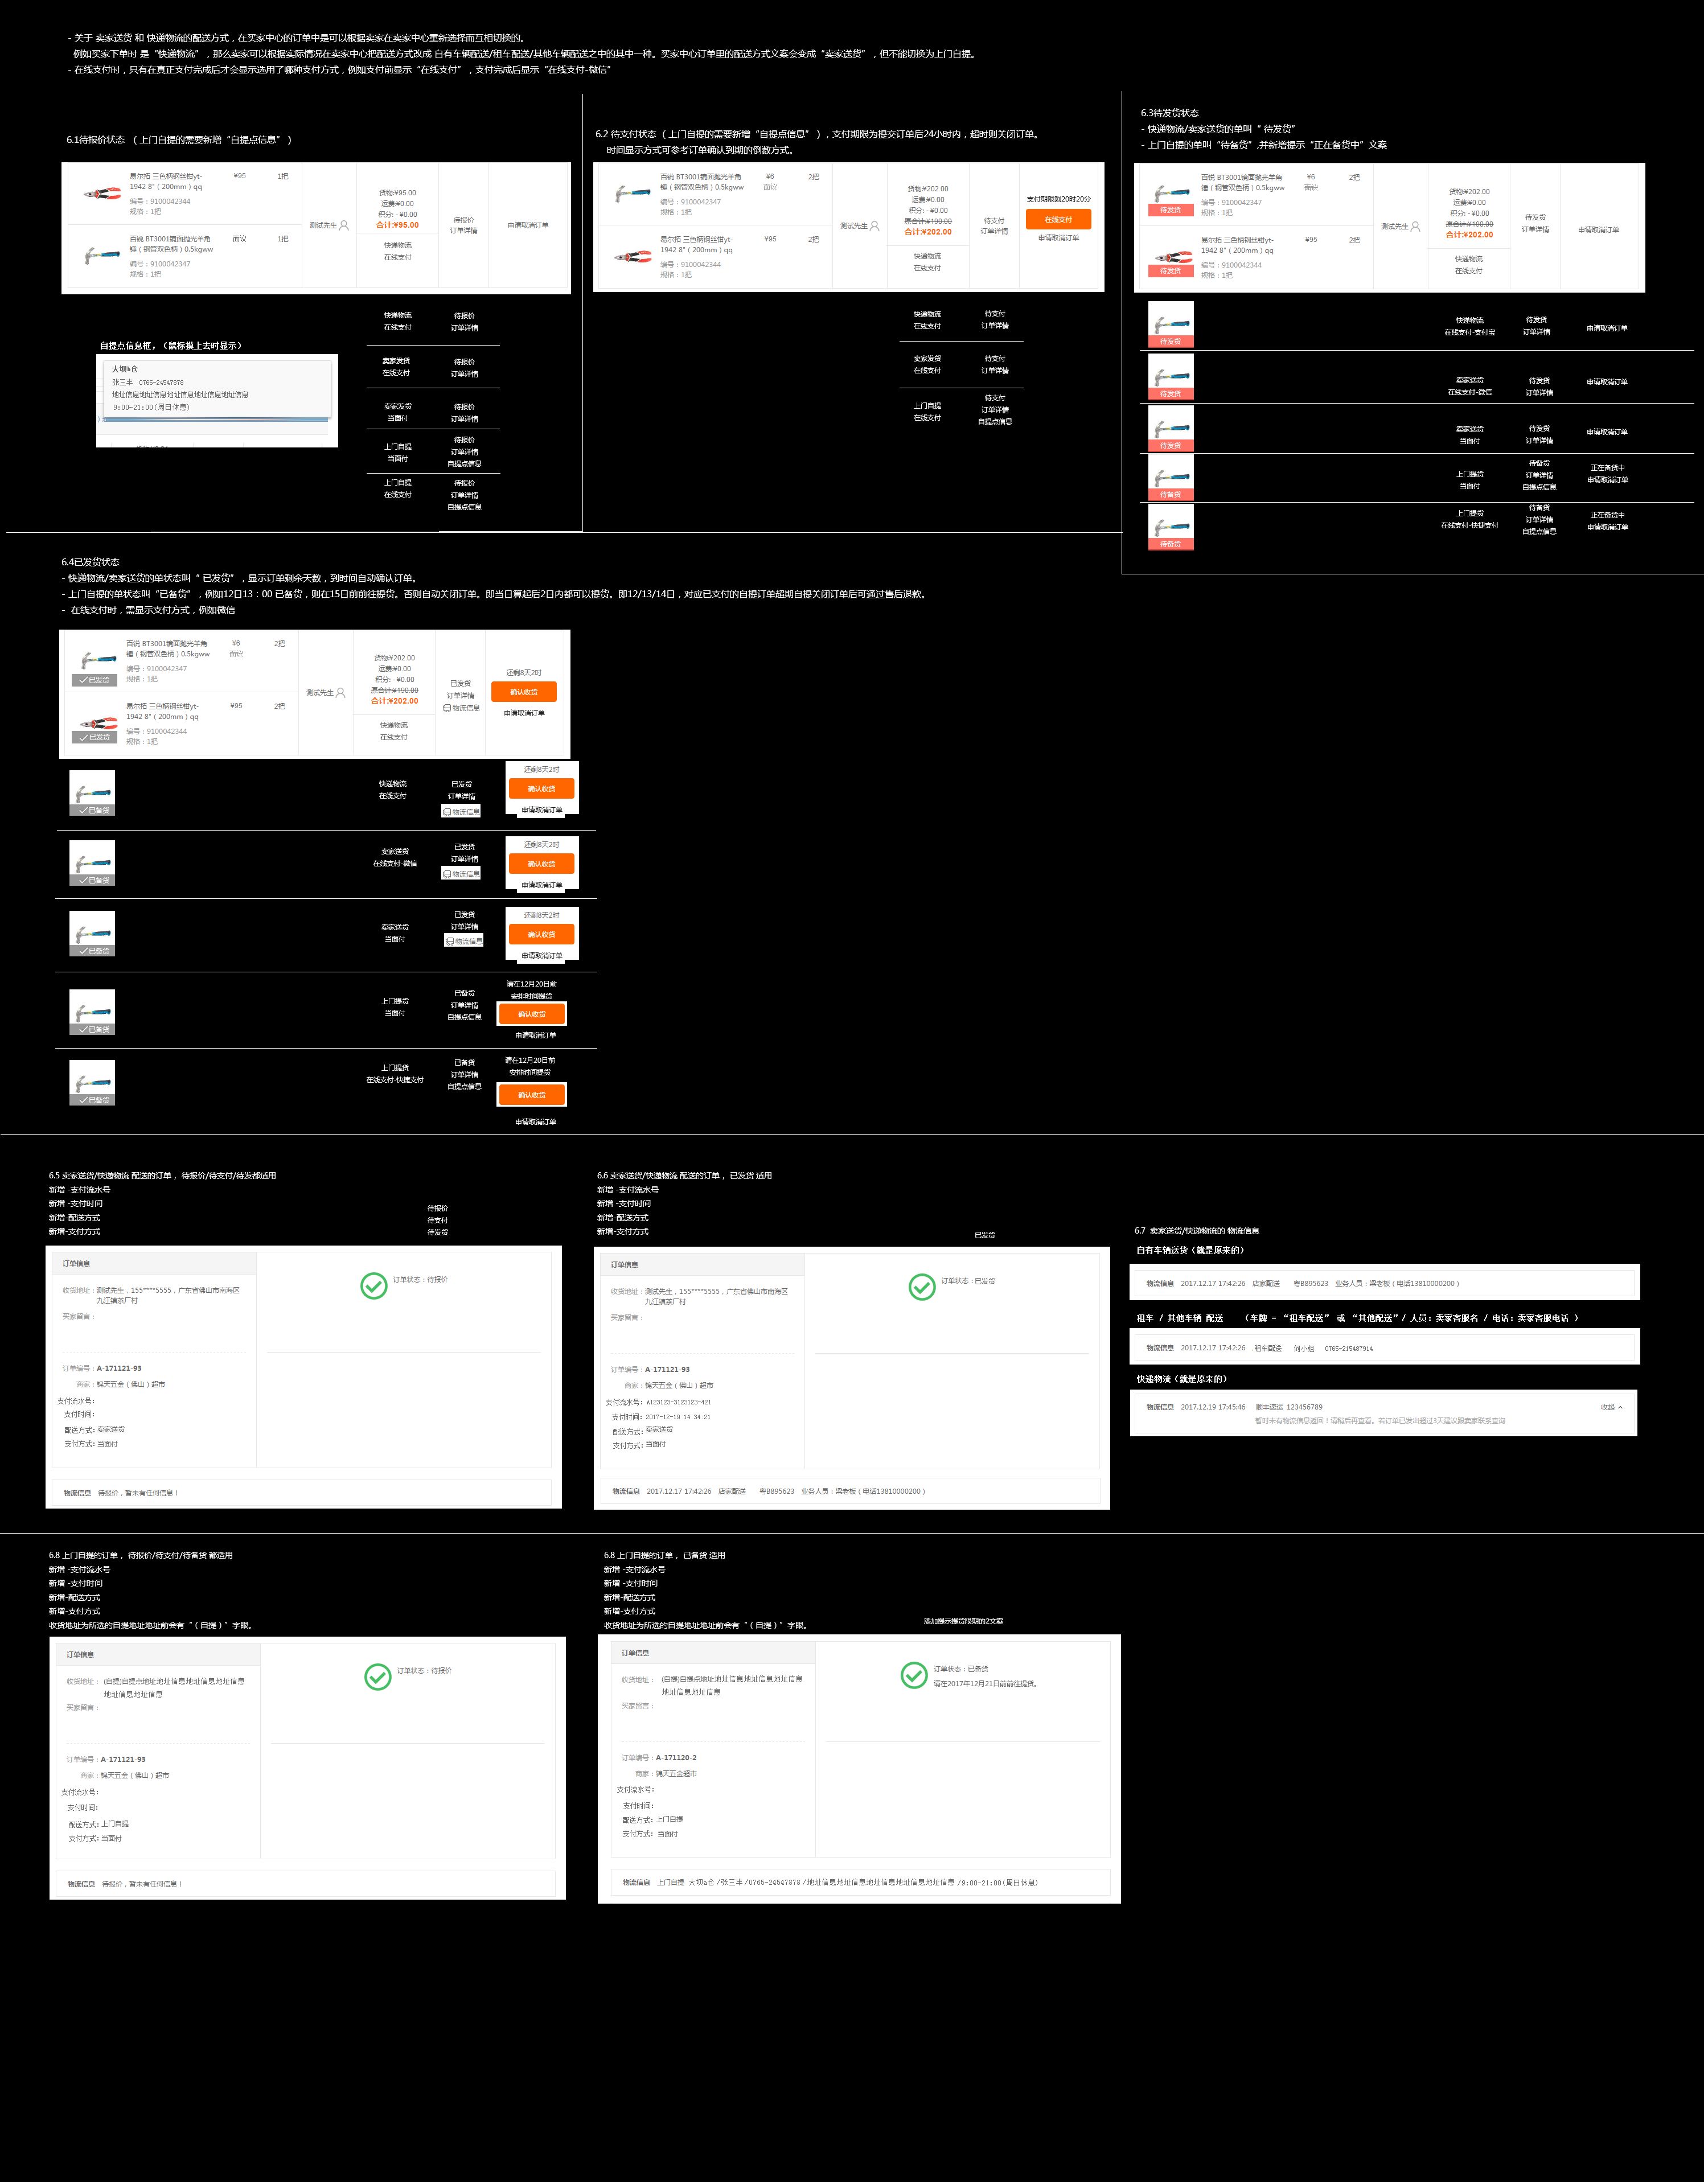 - 关于 卖家送货 和 快递物流的配送方式，在买家中心的订单中是可以根据卖家在卖家中心重新选择而互相切换的。
例如买家下单时 是“快递物流”，那么卖家可以根据实际情况在卖家中心把配送方式改成 自有车辆配送/租车配送/其他车辆配送之中的其中一种。买家中心订单里的配送方式文案会变成“卖家送货”，但不能切换为上门自提。
- 在线支付时，只有在真正支付完成后才会显示选用了哪种支付方式，例如支付前显示“在线支付”，支付完成后显示“在线支付-微信”
6.1待报价状态 （上门自提的需要新增“自提点信息”）
易尔拓 三色柄钢丝钳yt-
1942 8"（200mm）qq
编号：9100042344
规格：1把
¥95
1把
百锐 BT3001镜面抛光羊角
锤（钢管双色柄）0.5kgww
编号：9100042347
规格：1把
面议
1把
测试先生
货物:¥95.00
运费:¥0.00
积分: - ¥0.00
合计:¥95.00
快递物流
在线支付
待报价
订单详情
申请取消订单
自提点信息框，（鼠标摸上去时显示）
大坝a仓
张三丰 0765-24547878
地址信息地址信息地址信息地址信息地址信息
9:00-21:00(周日休息)
快递物流
在线支付
待报价
订单详情
卖家发货
在线支付
待报价
订单详情
卖家发货
当面付
待报价
订单详情
上门自提
当面付
待报价
订单详情
自提点信息
上门自提
在线支付
待报价
订单详情
自提点信息
6.2 待支付状态（上门自提的需要新增“自提点信息”），支付期限为提交订单后24小时内，超时则关闭订单。
时间显示方式可参考订单确认到期的倒数方式。
百锐 BT3001镜面抛光羊角
锤（钢管双色柄）0.5kgww
编号：9100042347
规格：1把
¥6
面议
2把
易尔拓 三色柄钢丝钳yt-
1942 8"（200mm）qq
编号：9100042344
规格：1把
¥95
2把
测试先生
货物:¥202.00
运费:¥0.00
积分: - ¥0.00
原合计:¥190.00
合计:¥202.00
快递物流
在线支付
待支付
订单详情
支付期限剩20时20分
在线支付
申请取消订单
快递物流
在线支付
待支付
订单详情
卖家发货
在线支付
待支付
订单详情
上门自提
在线支付
待支付
订单详情
自提点信息
6.3待发货状态
- 快递物流/卖家送货的单叫“ 待发货”
- 上门自提的单叫“待备货”,并新增提示“正在备货中”文案
百锐 BT3001镜面抛光羊角
锤（钢管双色柄）0.5kgww
编号：9100042347
规格：1把
待发货
¥6
面议
2把
易尔拓 三色柄钢丝钳yt-
1942 8"（200mm）qq
编号：9100042344
规格：1把
待发货
¥95
2把
测试先生
货物:¥202.00
运费:¥0.00
积分: - ¥0.00
原合计:¥190.00
合计:¥202.00
快递物流
在线支付
待发货
订单详情
申请取消订单
待发货
快递物流
在线支付-支付宝
待发货
订单详情
申请取消订单
待发货
卖家送货
在线支付-微信
待发货
订单详情
申请取消订单
待发货
卖家送货
当面付
待发货
订单详情
申请取消订单
待备货
上门提货
当面付
待备货
订单详情
自提点信息
正在备货中
申请取消订单
待备货
上门提货
在线支付-快捷支付
待备货
订单详情
自提点信息
正在备货中
申请取消订单
6.4已发货状态
- 快递物流/卖家送货的单状态叫“ 已发货”，显示订单剩余天数，到时间自动确认订单。
- 上门自提的单状态叫“已备货”，例如12日13：00 已备货，则在15日前前往提货。否则自动关闭订单。即当日算起后2日内都可以提货。即12/13/14日，对应已支付的自提订单超期自提关闭订单后可通过售后退款。
- 在线支付时，需显示支付方式，例如微信
百锐 BT3001镜面抛光羊角
锤（钢管双色柄）0.5kgww
编号：9100042347
规格：1把
已发货
¥6
面议
2把
易尔拓 三色柄钢丝钳yt-
1942 8"（200mm）qq
编号：9100042344
规格：1把
已发货
¥95
2把
测试先生
货物:¥202.00
运费:¥0.00
积分: - ¥0.00
原合计:¥190.00
合计:¥202.00
快递物流
在线支付
已发货
订单详情
物流信息
还剩8天2时
确认收货
申请取消订单
已备货
快递物流
在线支付
已发货
订单详情
物流信息
还剩8天2时
确认收货
申请取消订单
已备货
卖家送货
在线支付-微信
已发货
订单详情
物流信息
还剩8天2时
确认收货
申请取消订单
已备货
卖家送货
当面付
已发货
订单详情
物流信息
还剩8天2时
确认收货
申请取消订单
已备货
上门提货
当面付
已备货
订单详情
自提点信息
请在12月20日前
安排时间提货
确认收货
申请取消订单
已备货
上门提货
在线支付-快捷支付
已备货
订单详情
自提点信息
请在12月20日前
安排时间提货
确认收货
申请取消订单
6.5 卖家送货/快递物流 配送的订单， 待报价/待支付/待发都适用
新增 -支付流水号
新增 -支付时间
新增-配送方式
新增-支付方式
待报价
待支付
待发货
订单信息
收货地址：测试先生，155****5555，广东省佛山市南海区
九江镇茶厂村
买家留言：
订单编号：A-171121-93
商家：锦天五金（佛山）超市
支付流水号：
支付时间：
配送方式：卖家送货
支付方式：当面付
订单状态：待报价
物流信息 待报价，暂未有任何信息！
6.6 卖家送货/快递物流 配送的订单， 已发货 适用
新增 -支付流水号
新增 -支付时间
新增-配送方式
新增-支付方式
已发货
订单信息
收货地址：测试先生，155****5555，广东省佛山市南海区
九江镇茶厂村
买家留言：
订单编号：A-171121-93
商家：锦天五金（佛山）超市
支付流水号：A123123-3123123-421
支付时间：2017-12-19 14:34:21
配送方式：卖家送货
支付方式：当面付
订单状态：已发货
物流信息 2017.12.17 17:42:26 店家配送 粤B895623 业务人员：梁老板（电话13810000200）
6.7 卖家送货/快递物流的 物流信息
自有车辆送货（就是原来的）
物流信息 2017.12.17 17:42:26 店家配送 粤B895623 业务人员：梁老板（电话13810000200）
租车 / 其他车辆 配送 （车牌 = “租车配送” 或 “其他配送”/ 人员：卖家客服名 / 电话：卖家客服电话 ）
物流信息 2017.12.17 17:42:26 .租车配送 何小姐 0765-215487914
快递物流（就是原来的）
物流信息 2017.12.19 17:45:46 顺丰速运 123456789 收起
暂时未有物流信息返回！请稍后再查看。若订单已发出超过3天建议跟卖家联系查询
6.8 上门自提的订单， 待报价/待支付/待备货 都适用
新增 -支付流水号
新增 -支付时间
新增-配送方式
新增-支付方式
收货地址为所选的自提地址地址前会有“（自提）”字眼。
订单信息
收货地址： (自提)自提点地址地址信息地址信息地址信息
地址信息地址信息
买家留言：
订单编号：A-171121-93
商家：锦天五金（佛山）超市
支付流水号：
支付时间：
配送方式：上门自提
支付方式：当面付
订单状态：待报价
物流信息 待报价，暂未有任何信息！
6.8 上门自提的订单， 已备货 适用
新增 -支付流水号
新增 -支付时间
新增-配送方式
新增-支付方式
收货地址为所选的自提地址地址前会有“（自提）”字眼。
添加提示提货限期的2文案
订单信息
收货地址： (自提)自提点地址地址信息地址信息地址信息
地址信息地址信息
买家留言：
订单编号：A-171120-2
商家：锦天五金超市
支付流水号：
支付时间：
配送方式：上门自提
支付方式： 当面付
订单状态：已备货
请在2017年12月21日前前往提货。
物流信息 上门自提 大坝a仓 /张三丰 /0765-24547878 /地址信息地址信息地址信息地址信息地址信息 /9:00-21:00(周日休息)